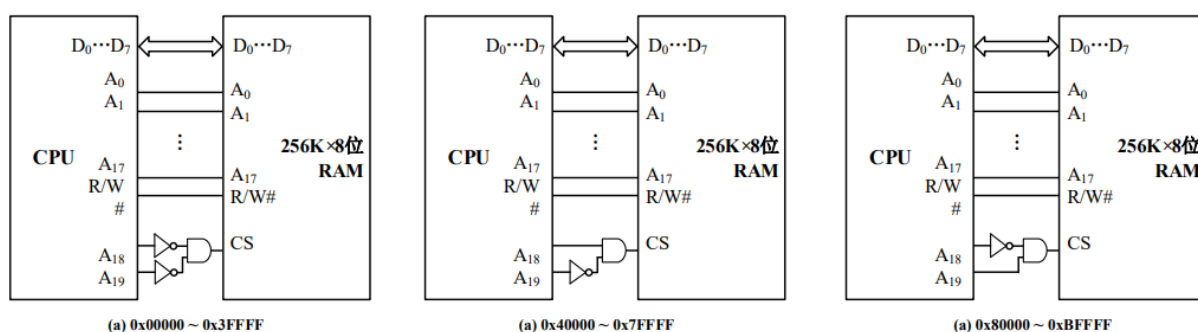 D₀⋯D₇ D₀⋯D₇
A₀ A₀
A₁ A₁
⋮
CPU 256K×8位
RAM
A₁₇ A₁₇
R/W R/W#
#
CS
A₁₈
A₁₉
(a) 0x00000 ~ 0x3FFFF
D₀⋯D₇ D₀⋯D₇
A₀ A₀
A₁ A₁
⋮
CPU 256K×8位
RAM
A₁₇ A₁₇
R/W R/W#
#
CS
A₁₈
A₁₉
(a) 0x40000 ~ 0x7FFFF
D₀⋯D₇ D₀⋯D₇
A₀ A₀
A₁ A₁
⋮
CPU 256K×8位
RAM
A₁₇ A₁₇
R/W R/W#
#
CS
A₁₈
A₁₉
(a) 0x80000 ~ 0xBFFFF